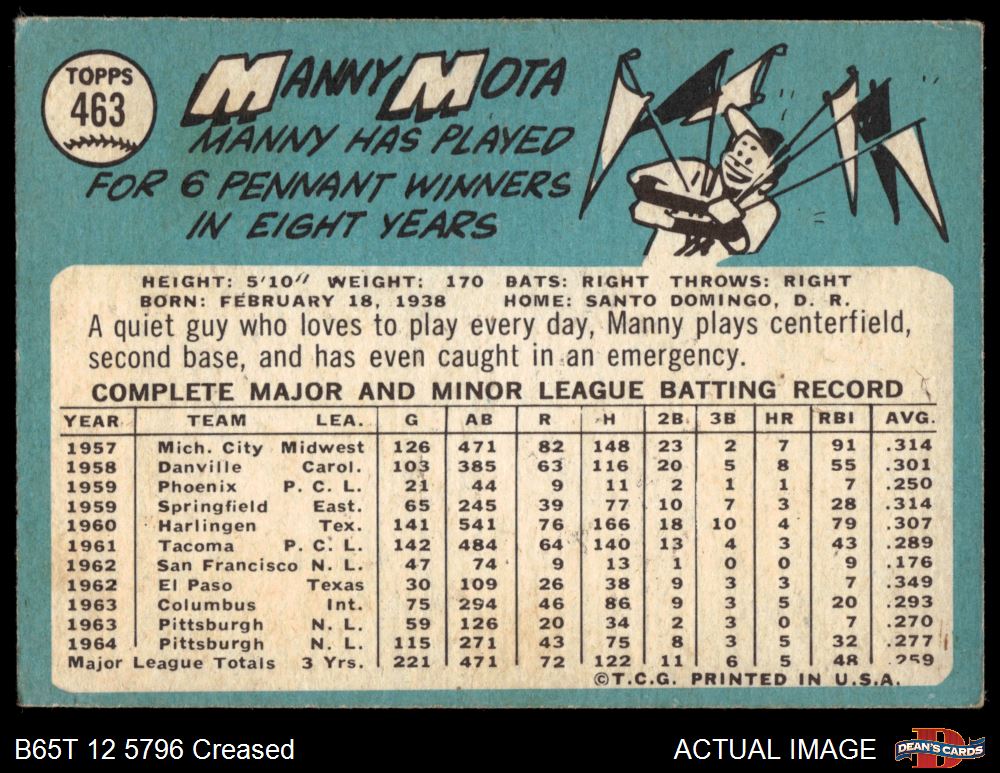 TOPPS
463
MANNY MOTA
MANNY HAS PLAYED
FOR 6 PENNANT WINNERS
IN EIGHT YEARS
HEIGHT: 5'10" WEIGHT: 170 BATS: RIGHT THROWS: RIGHT
BORN: FEBRUARY 18, 1938 HOME: SANTO DOMINGO, D. R.
A quiet guy who loves to play every day, Manny plays centerfield,
second base, and has even caught in an emergency.
COMPLETE MAJOR AND MINOR LEAGUE BATTING RECORD
YEAR TEAM LEA. G AB R H 2B 3B HR RBI AVG.
1957 Mich. City Midwest 126 471 82 148 23 2 7 91 .314
1958 Danville Carol. 103 385 63 116 20 5 8 55 .301
1959 Phoenix P. C. L. 21 44 9 11 2 1 1 7 .250
1959 Springfield East. 65 245 39 77 10 7 3 28 .314
1960 Harlingen Tex. 141 541 76 166 18 10 4 79 .307
1961 Tacoma P. C. L. 142 484 64 140 13 4 3 43 .289
1962 San Francisco N. L. 47 74 9 13 1 0 0 9 .176
1962 El Paso Texas 30 109 26 38 9 3 3 7 .349
1963 Columbus Int. 75 294 46 86 9 3 5 20 .293
1963 Pittsburgh N. L. 59 126 20 34 2 3 0 7 .270
1964 Pittsburgh N. L. 115 271 43 75 8 3 5 32 .277
Major League Totals 3 Yrs. 221 471 72 122 11 6 5 48 .259
©T.C.G. PRINTED IN U.S.A.
B65T 12 5796 Creased
ACTUAL IMAGE
D
DEAN'S CARDS